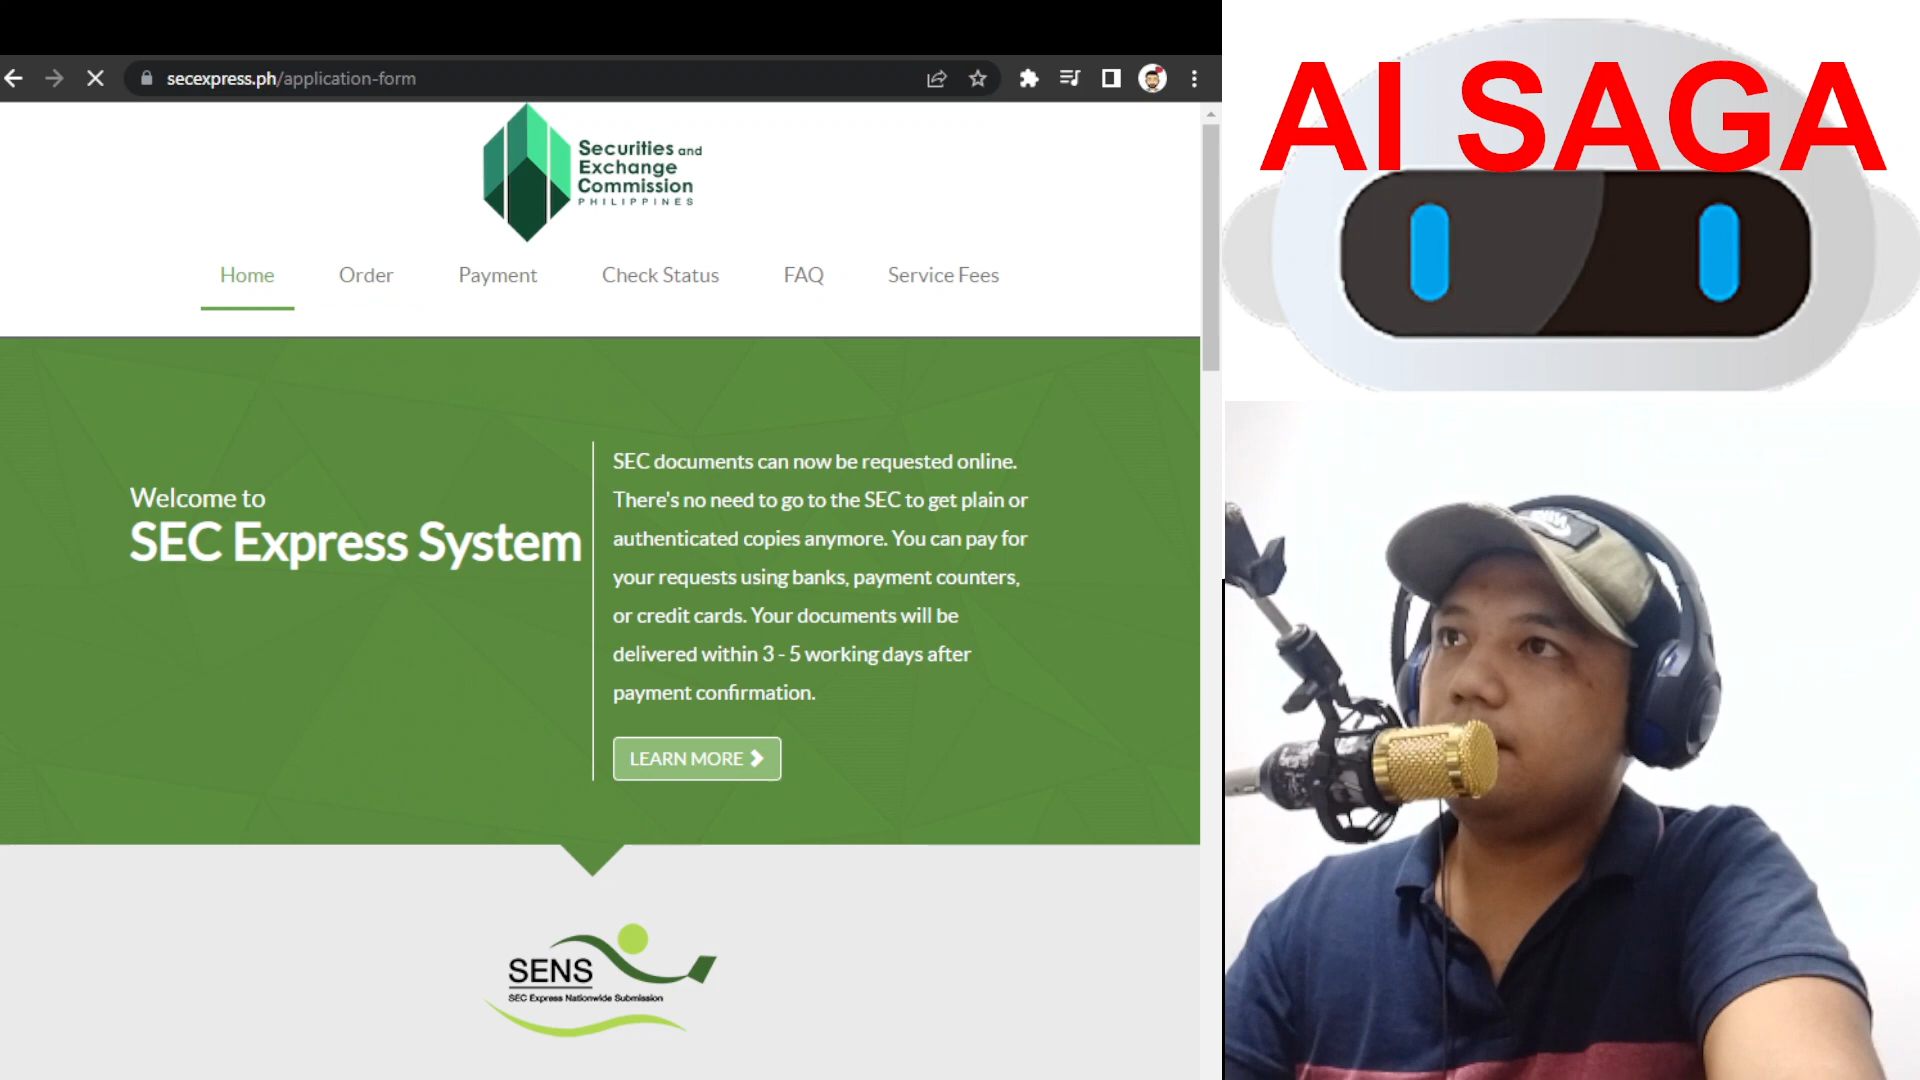 secexpress.ph/application-form
AI SAGA
Securities and
Exchange
Commission
PHILIPPINES
Home Order Payment Check Status FAQ Service Fees
Welcome to
SEC Express System
SEC documents can now be requested online.
There's no need to go to the SEC to get plain or
authenticated copies anymore. You can pay for
your requests using banks, payment counters,
or credit cards. Your documents will be
delivered within 3 - 5 working days after
payment confirmation.
LEARN MORE
SENS
SEC Express Nationwide Submission